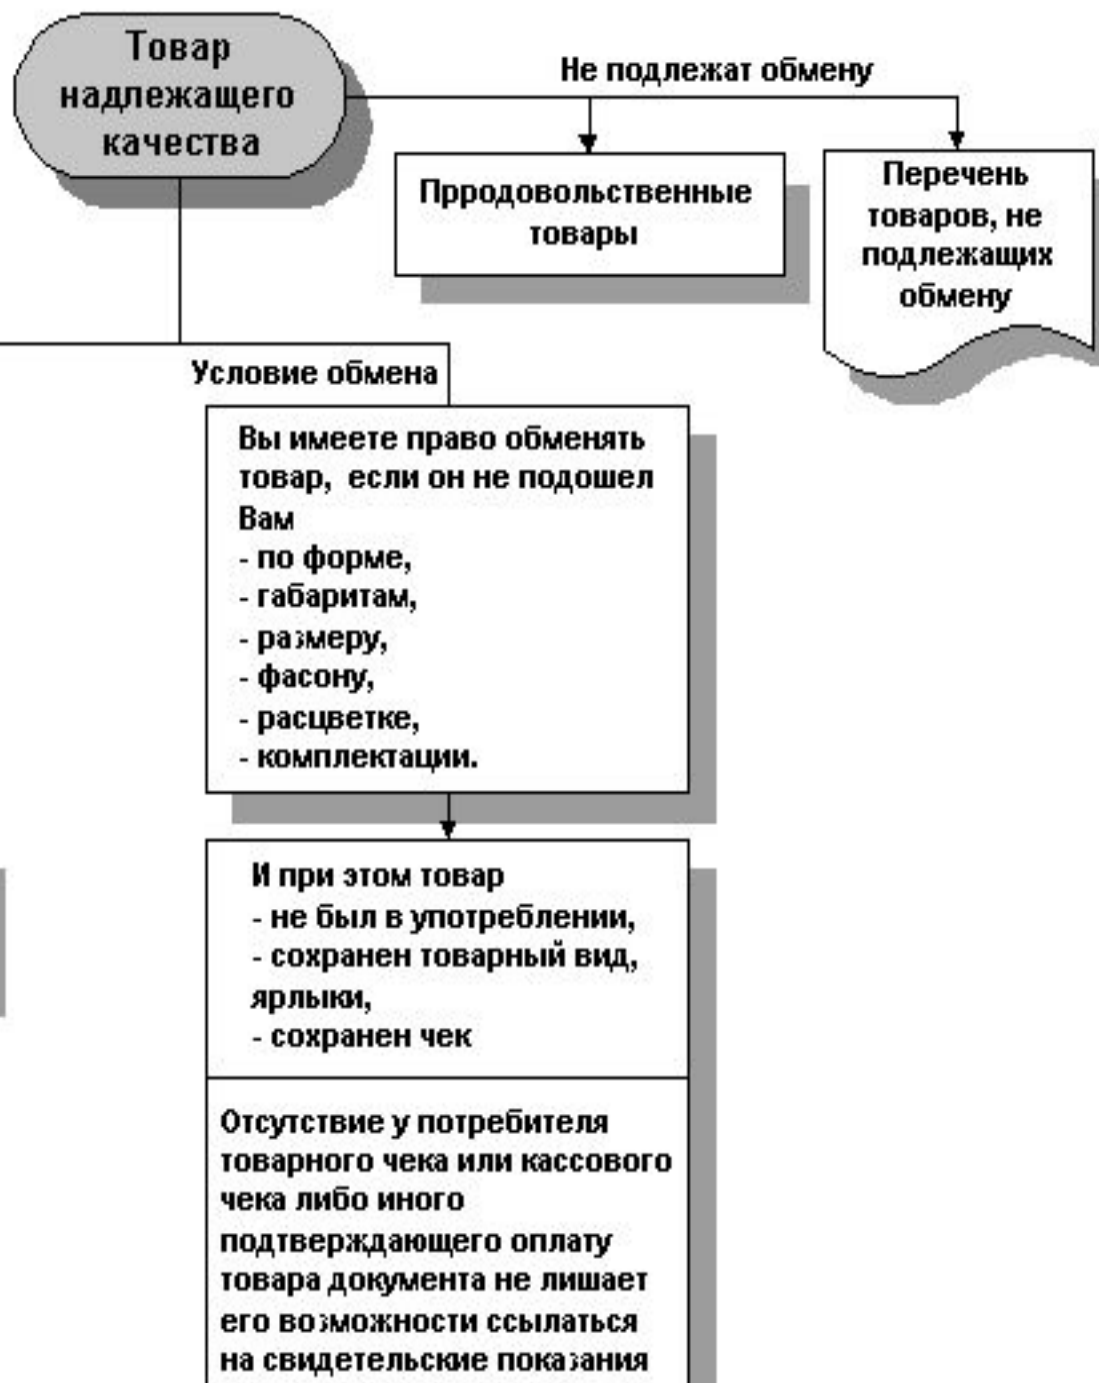 Товар
надлежащего
качества
Не подлежат обмену
Прродовольственные
товары
Перечень
товаров, не
подлежащих
обмену
Условие обмена
Вы имеете право обменять
товар, если он не подошел
Вам
- по форме,
- габаритам,
- размеру,
- фасону,
- расцветке,
- комплектации.
И при этом товар
- не был в употреблении,
- сохранен товарный вид,
ярлыки,
- сохранен чек
Отсутствие у потребителя
товарного чека или кассового
чека либо иного
подтверждающего оплату
товара документа не лишает
его возможности ссылаться
на свидетельские показания